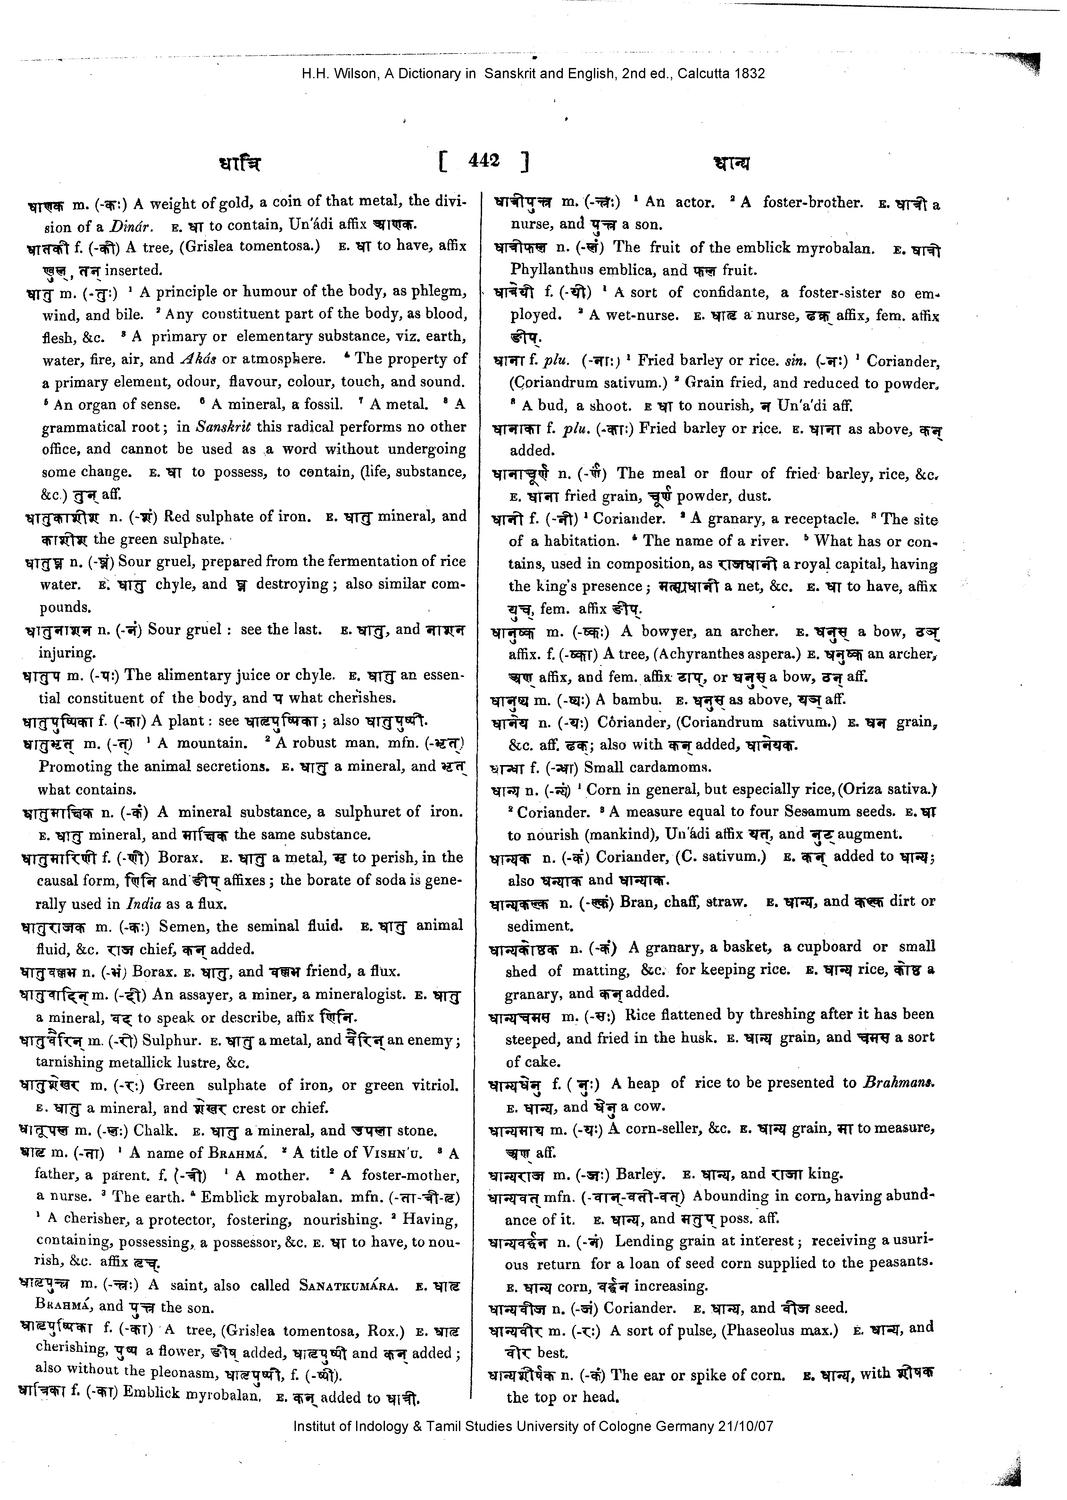 H.H. Wilson, A Dictionary in Sanskrit and English, 2nd ed., Calcutta 1832
धात्रि [ 442 ] धान्य
धाणक m. (-कः) A weight of gold, a coin of that metal, the divi-
sion of a Dinár. E. धा to contain, Un'ádi affix आणक.
धातकी f. (-की) A tree, (Grislea tomentosa.) E. धा to have, affix
ण्वुल्, तन् inserted.
धातु m. (-तुः) ¹ A principle or humour of the body, as phlegm,
wind, and bile. ² Any constituent part of the body, as blood,
flesh, &c. ³ A primary or elementary substance, viz. earth,
water, fire, air, and Akás or atmosphere. ⁴ The property of
a primary element, odour, flavour, colour, touch, and sound.
⁵ An organ of sense. ⁶ A mineral, a fossil. ⁷ A metal. ⁸ A
grammatical root; in Sanskrit this radical performs no other
office, and cannot be used as a word without undergoing
some change. E. धा to possess, to contain, (life, substance,
&c.) तुन् aff.
धातुकाशीश n. (-शं) Red sulphate of iron. E. धातु mineral, and
काशीश the green sulphate.
धातुघ्न n. (-घ्नं) Sour gruel, prepared from the fermentation of rice
water. E. धातु chyle, and घ्न destroying; also similar com-
pounds.
धातुनाशन n. (-नं) Sour gruel: see the last. E. धातु, and नाशन
injuring.
धातुप m. (-पः) The alimentary juice or chyle. E. धातु an essen-
tial constituent of the body, and प what cherishes.
धातुपुष्पिका f. (-का) A plant: see धातृपुष्पिका; also धातुपुष्पी.
धातुभृत् m. (-त्) ¹ A mountain. ² A robust man. mfn. (-भृत्)
Promoting the animal secretions. E. धातु a mineral, and भृत्
what contains.
धातुमाक्षिक n. (-कं) A mineral substance, a sulphuret of iron.
E. धातु mineral, and माक्षिक the same substance.
धातुमारिणी f. (-णी) Borax. E. धातु a metal, मृ to perish, in the
causal form, णिनि and ङीप् affixes; the borate of soda is gene-
rally used in India as a flux.
धातुराजक m. (-कः) Semen, the seminal fluid. E. धातु animal
fluid, &c. राज chief, कन् added.
धातुवल्लभ n. (-भं) Borax. E. धातु, and वल्लभ friend, a flux.
धातुवादिन् m. (-दी) An assayer, a miner, a mineralogist. E. धातु
a mineral, वद् to speak or describe, affix णिनि.
धातुवैरिन् m. (-री) Sulphur. E. धातु a metal, and वैरिन् an enemy;
tarnishing metallick lustre, &c.
धातुशेखर m. (-रः) Green sulphate of iron, or green vitriol.
E. धातु a mineral, and शेखर crest or chief.
धातूपल m. (-लः) Chalk. E. धातु a mineral, and उपल stone.
धातृ m. (-ता) ¹ A name of BRAHMÁ. ² A title of VISHN'U. ³ A
father, a parent. f. (-त्री) ¹ A mother. ² A foster-mother,
a nurse. ³ The earth. ⁴ Emblick myrobalan. mfn. (-ता-त्री-तृ)
¹ A cherisher, a protector, fostering, nourishing. ² Having,
containing, possessing, a possessor, &c. E. धा to have, to nou-
rish, &c. affix तृच्.
धातृपुत्त्र m. (-त्त्रः) A saint, also called SANATKUMÁRA. E. धातृ
BRAHMÁ, and पुत्त्र the son.
धातृपुष्पिका f. (-का) A tree, (Grislea tomentosa, Rox.) E. धातृ
cherishing, पुष्प a flower, ङीष् added, धातृपुष्पी and कन् added;
also without the pleonasm, धातृपुष्पी, f. (-ष्पी).
धात्रिका f. (-का) Emblick myrobalan. E. कन् added to धात्री.
धात्रीपुत्त्र m. (-त्त्रः) ¹ An actor. ² A foster-brother. E. धात्री a
nurse, and पुत्त्र a son.
धात्रीफल n. (-लं) The fruit of the emblick myrobalan. E. धात्री
Phyllanthus emblica, and फल fruit.
धात्रेयी f. (-यी) ¹ A sort of confidante, a foster-sister so em-
ployed. ² A wet-nurse. E. धातृ a nurse, ढक् affix, fem. affix
ङीप्.
धाना f. plu. (-नाः) ¹ Fried barley or rice. sin. (-नः) ¹ Coriander,
(Coriandrum sativum.) ² Grain fried, and reduced to powder.
³ A bud, a shoot. E धा to nourish, न Un'a'di aff.
धानाका f. plu. (-काः) Fried barley or rice. E. धाना as above, कन्
added.
धानाचूर्ण n. (-र्णं) The meal or flour of fried barley, rice, &c.
E. धाना fried grain, चूर्ण powder, dust.
धानी f. (-नी) ¹ Coriander. ² A granary, a receptacle. ³ The site
of a habitation. ⁴ The name of a river. ⁵ What has or con-
tains, used in composition, as राजधानी a royal capital, having
the king's presence; मत्स्यधानी a net, &c. E. धा to have, affix
युच्, fem. affix ङीप्.
धानुष्क m. (-ष्कः) A bowyer, an archer. E. धनुस् a bow, ठञ्
affix. f. (-ष्का) A tree, (Achyranthes aspera.) E. धनुष्क an archer,
अण् affix, and fem. affix टाप्, or धनुस् a bow, ठन् aff.
धानुष्य m. (-ष्यः) A bambu. E. धनुस् as above, यञ् aff.
धानेय n. (-यः) Coriander, (Coriandrum sativum.) E. धन grain,
&c. aff. ढक्; also with कन् added, धानेयक.
धान्धा f. (-न्धा) Small cardamoms.
धान्य n. (-न्यं) ¹ Corn in general, but especially rice, (Oriza sativa.)
² Coriander. ³ A measure equal to four Sesamum seeds. E. धा
to nourish (mankind), Un'ádi affix यत्, and नुट् augment.
धान्यक n. (-कं) Coriander, (C. sativum.) E. कन् added to धान्य;
also धन्याक and धान्याक.
धान्यकल्क n. (-ल्कं) Bran, chaff, straw. E. धान्य, and कल्क dirt or
sediment.
धान्यकोष्ठक n. (-कं) A granary, a basket, a cupboard or small
shed of matting, &c. for keeping rice. E. धान्य rice, कोष्ठ a
granary, and कन् added.
धान्यचमस m. (-सः) Rice flattened by threshing after it has been
steeped, and fried in the husk. E. धान्य grain, and चमस a sort
of cake.
धान्यधेनु f. (नुः) A heap of rice to be presented to Brahmans.
E. धान्य, and धेनु a cow.
धान्यमाय m. (-यः) A corn-seller, &c. E. धान्य grain, मा to measure,
अण् aff.
धान्यराज m. (-जः) Barley. E. धान्य, and राजा king.
धान्यवत् mfn. (-वान्-वती-वत्) Abounding in corn, having abund-
ance of it. E. धान्य, and मतुप् poss. aff.
धान्यवर्द्धन n. (-नं) Lending grain at interest; receiving a usuri-
ous return for a loan of seed corn supplied to the peasants.
E. धान्य corn, वर्द्धन increasing.
धान्यवीज n. (-जं) Coriander. E. धान्य, and वीज seed.
धान्यवीर m. (-रः) A sort of pulse, (Phaseolus max.) E. धान्य, and
वीर best.
धान्यशीर्षक n. (-कं) The ear or spike of corn. E. धान्य, with शीर्षक
the top or head.
Institut of Indology & Tamil Studies University of Cologne Germany 21/10/07